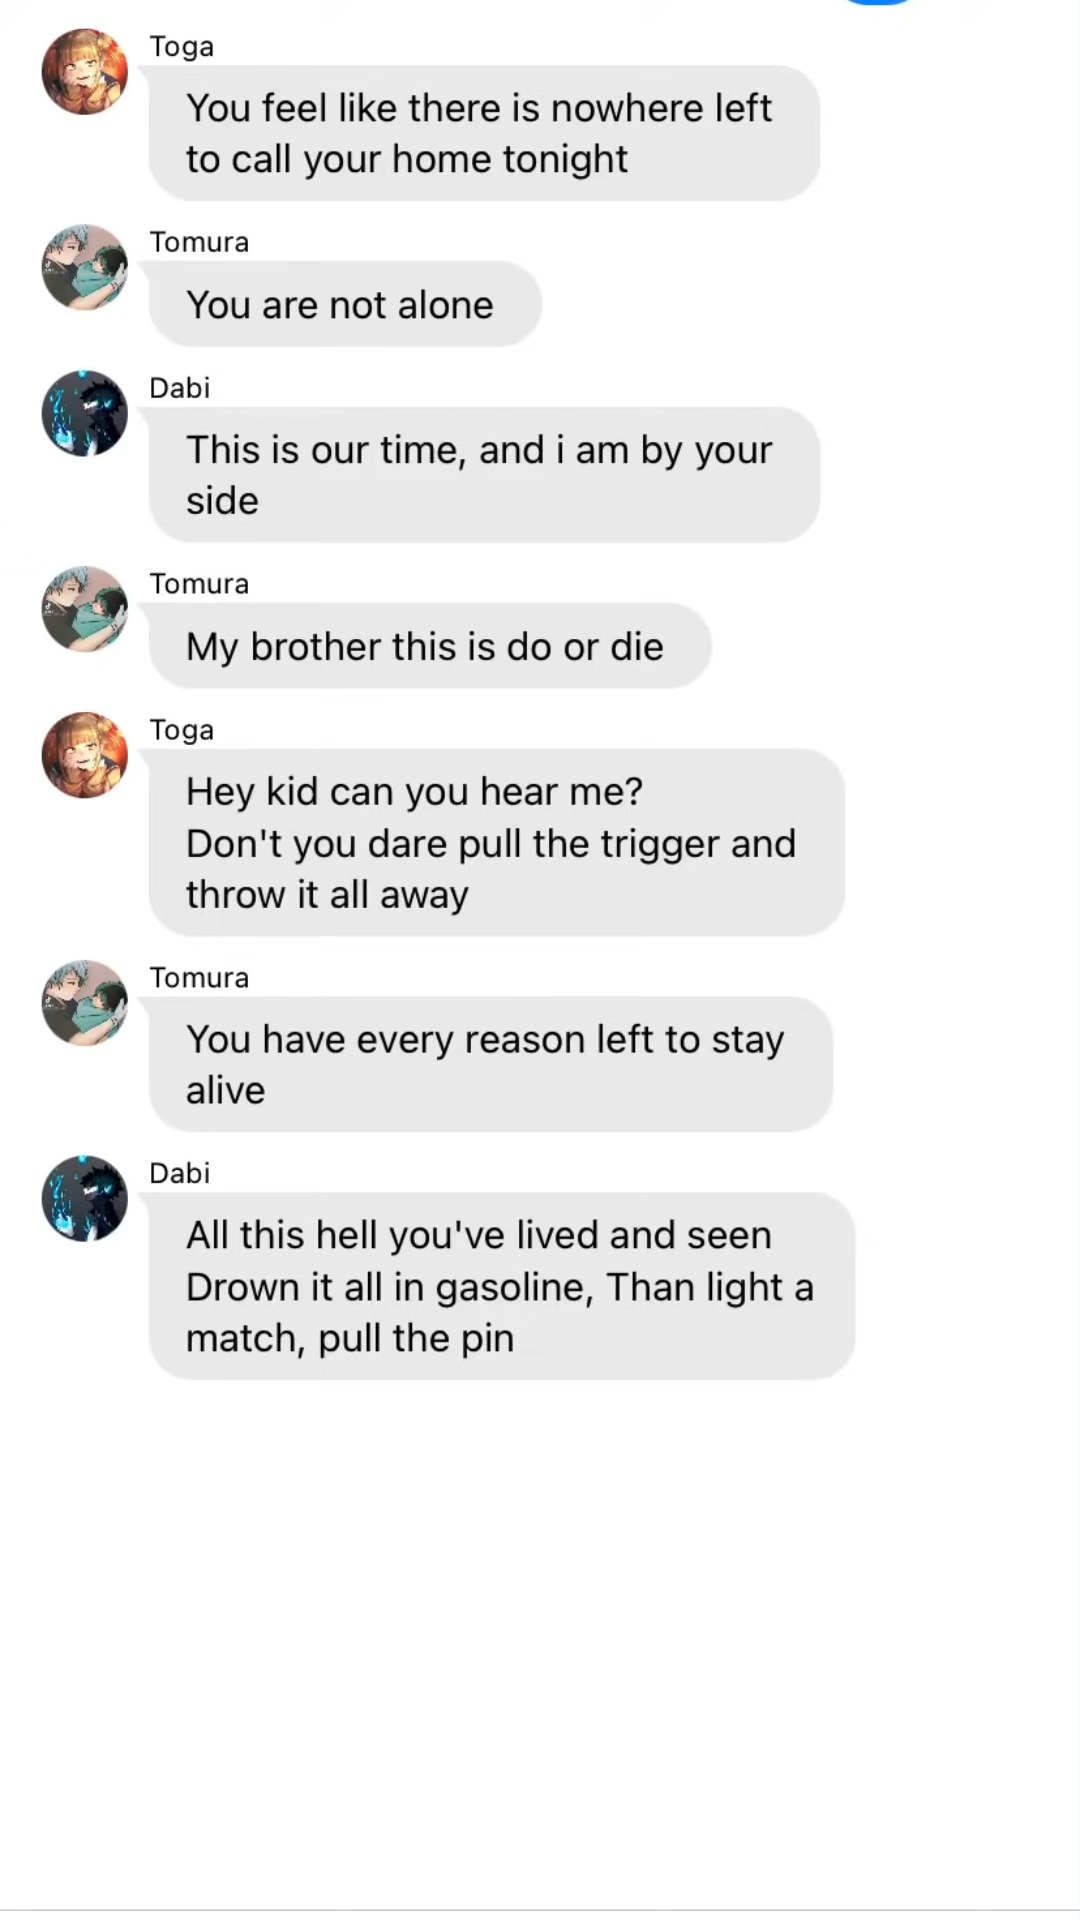 Toga
You feel like there is nowhere left
to call your home tonight
Tomura
You are not alone
Dabi
This is our time, and i am by your
side
Tomura
My brother this is do or die
Toga
Hey kid can you hear me?
Don't you dare pull the trigger and
throw it all away
Tomura
You have every reason left to stay
alive
Dabi
All this hell you've lived and seen
Drown it all in gasoline, Than light a
match, pull the pin